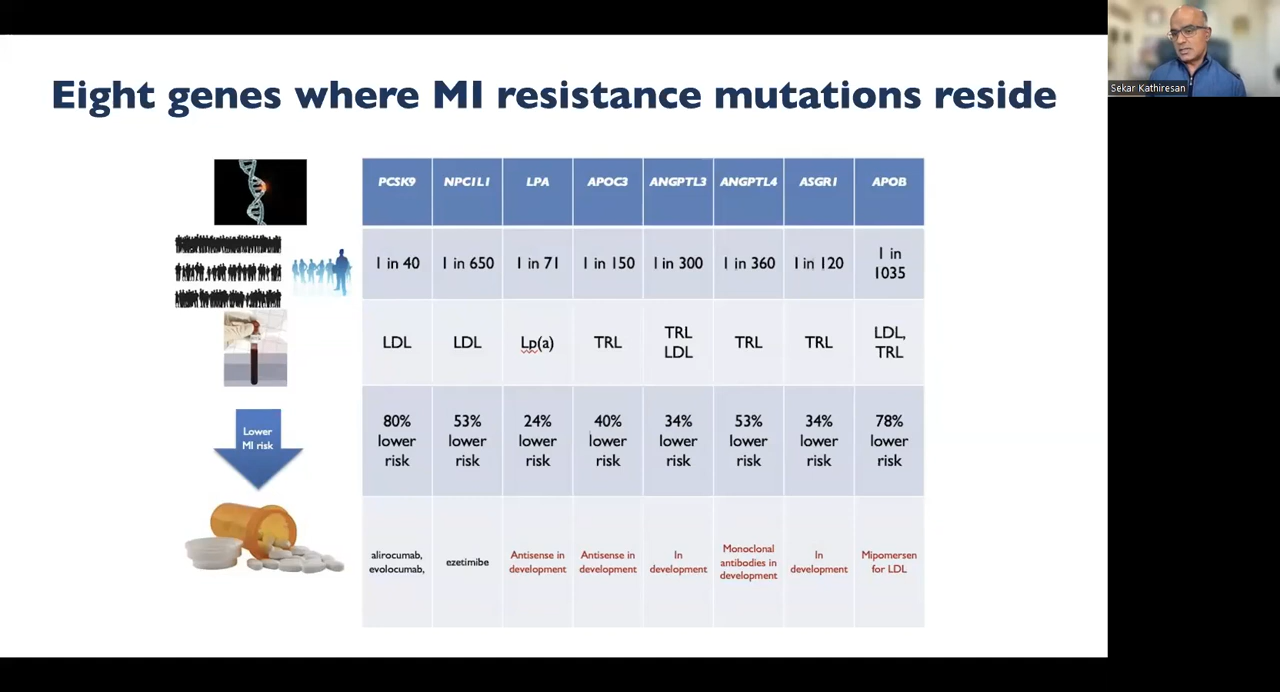 Eight genes where MI resistance mutations reside
Sekar Kathiresan
PCSK9 NPC1L1 LPA APOC3 ANGPTL3 ANGPTL4 ASGR1 APOB
1 in 40 1 in 650 1 in 71 1 in 150 1 in 300 1 in 360 1 in 120 1 in
1035
LDL LDL Lp(a) TRL TRL
LDL TRL TRL LDL,
TRL
Lower
MI risk
80%
lower
risk
53%
lower
risk
24%
lower
risk
40%
lower
risk
34%
lower
risk
53%
lower
risk
34%
lower
risk
78%
lower
risk
alirocumab,
evolocumab,
ezetimibe
Antisense in
development
Antisense in
development
In
development
Monoclonal
antibodies in
development
In
development
Mipomersen
for LDL